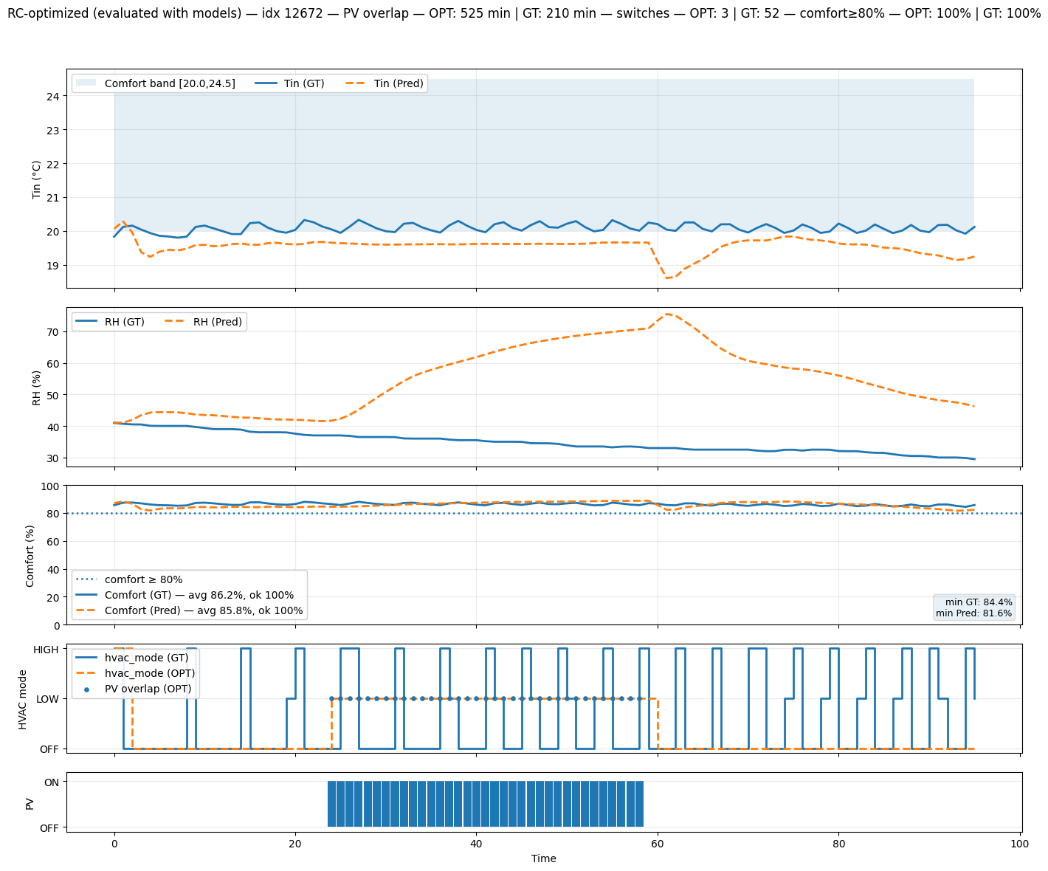 RC-optimized (evaluated with models) — idx 12672 — PV overlap — OPT: 525 min | GT: 210 min — switches — OPT: 3 | GT: 52 — comfort≥80% — OPT: 100% | GT: 100%
Comfort band [20.0,24.5]
Tin (GT)
Tin (Pred)
Tin (°C)
24
23
22
21
20
19
RH (GT)
RH (Pred)
RH (%)
70
60
50
40
30
Comfort (%)
100
80
60
40
20
0
comfort ≥ 80%
Comfort (GT) — avg 86.2%, ok 100%
Comfort (Pred) — avg 85.8%, ok 100%
min GT: 84.4%
min Pred: 81.6%
HVAC mode
HIGH
LOW
OFF
hvac_mode (GT)
hvac_mode (OPT)
PV overlap (OPT)
PV
ON
OFF
0
20
40
60
80
100
Time